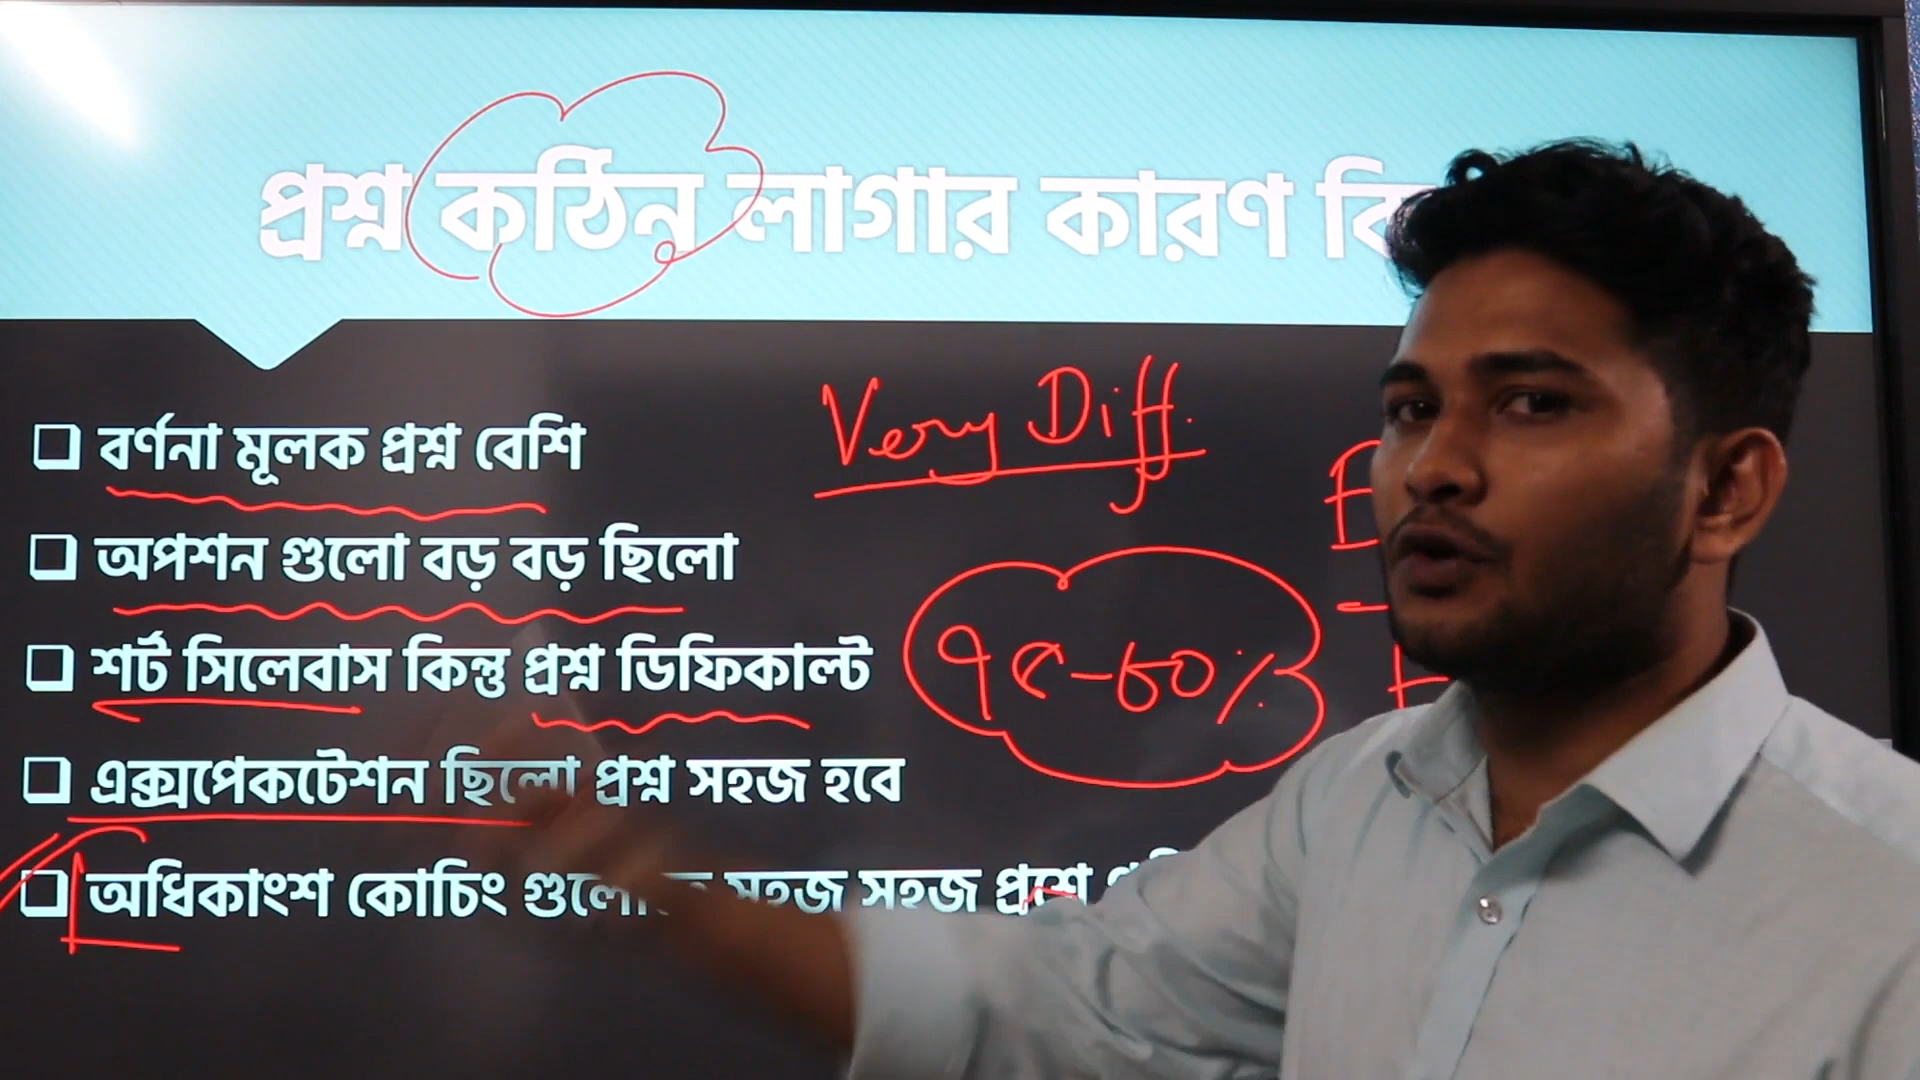 প্রশ্ন কঠিন লাগার কারণ কি
বর্ণনা মূলক প্রশ্ন বেশি
Very Diff.
অপশন গুলো বড় বড় ছিলো
শর্ট সিলেবাস কিন্তু প্রশ্ন ডিফিকাল্ট
৭৫-৮০%
এক্সপেকটেশন ছিলো প্রশ্ন সহজ হবে
অধিকাংশ কোচিং সহজ সহজ প্রশ্নে